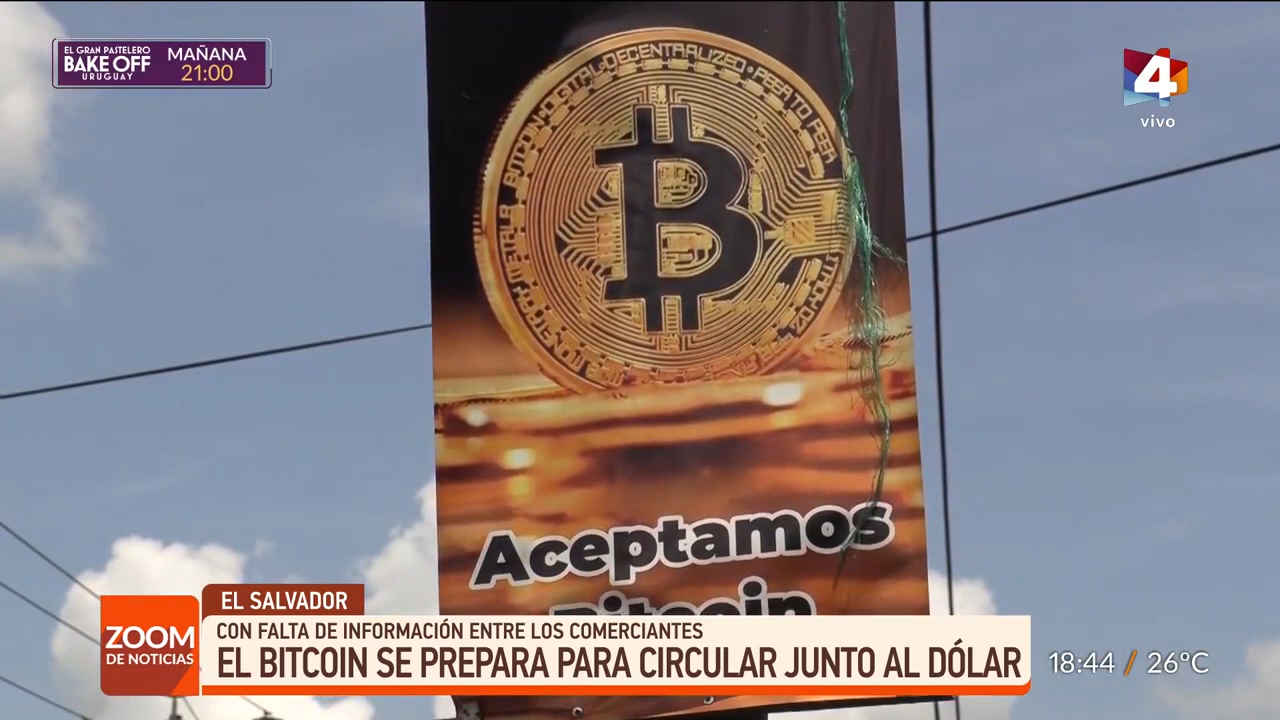 EL GRAN PASTELERO
BAKE OFF
URUGUAY
MAÑANA
21:00
4
vivo
BITCOIN • DIGITAL DECENTRALIZED • PEER TO PEER
B
Aceptamos
Bitcoin
EL SALVADOR
ZOOM
DE NOTICIAS
CON FALTA DE INFORMACIÓN ENTRE LOS COMERCIANTES
EL BITCOIN SE PREPARA PARA CIRCULAR JUNTO AL DÓLAR
18:44 / 26°C